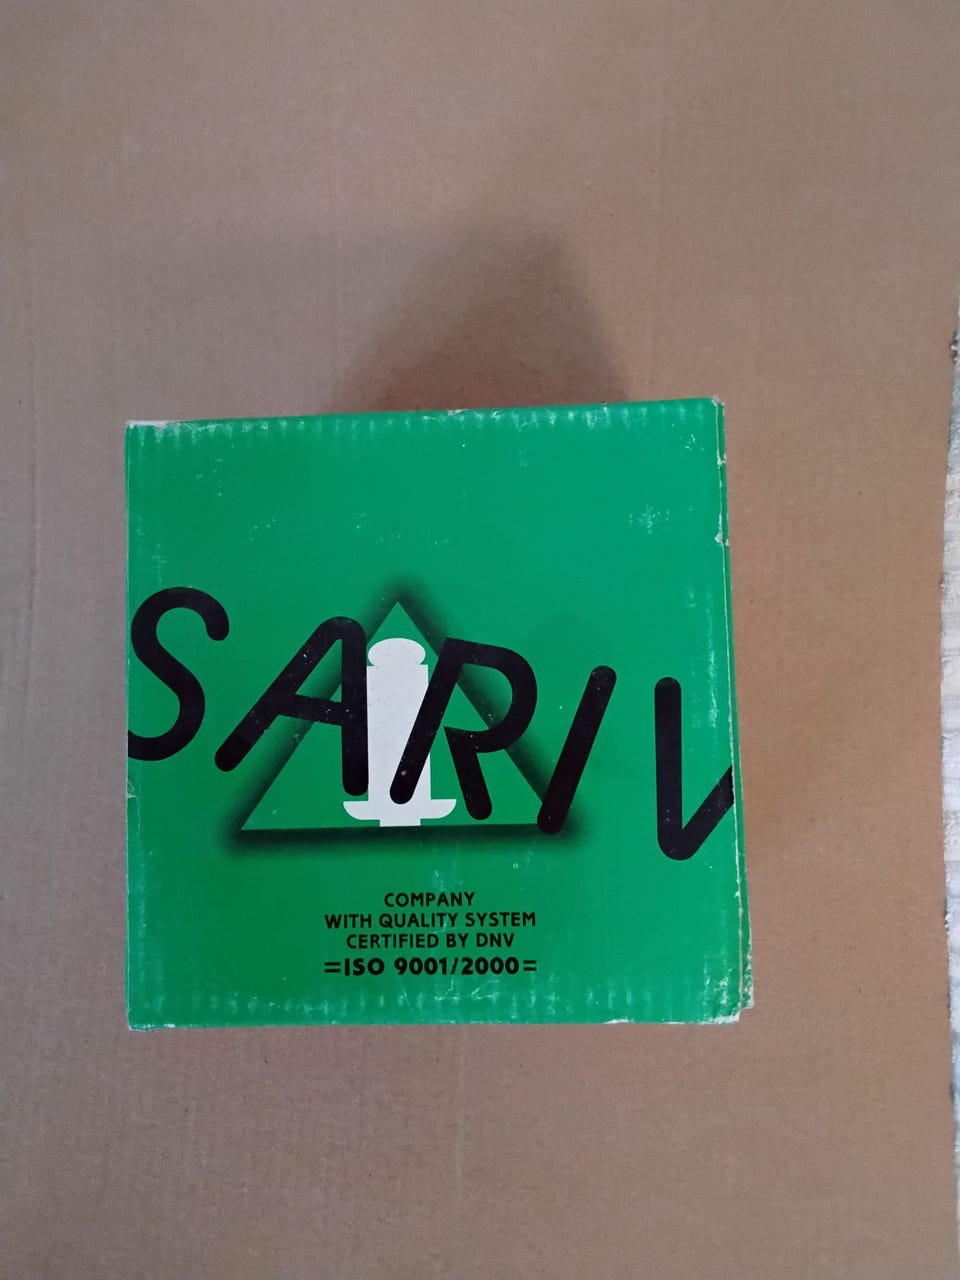 SARIV
COMPANY
WITH QUALITY SYSTEM
CERTIFIED BY DNV
=ISO 9001/2000=